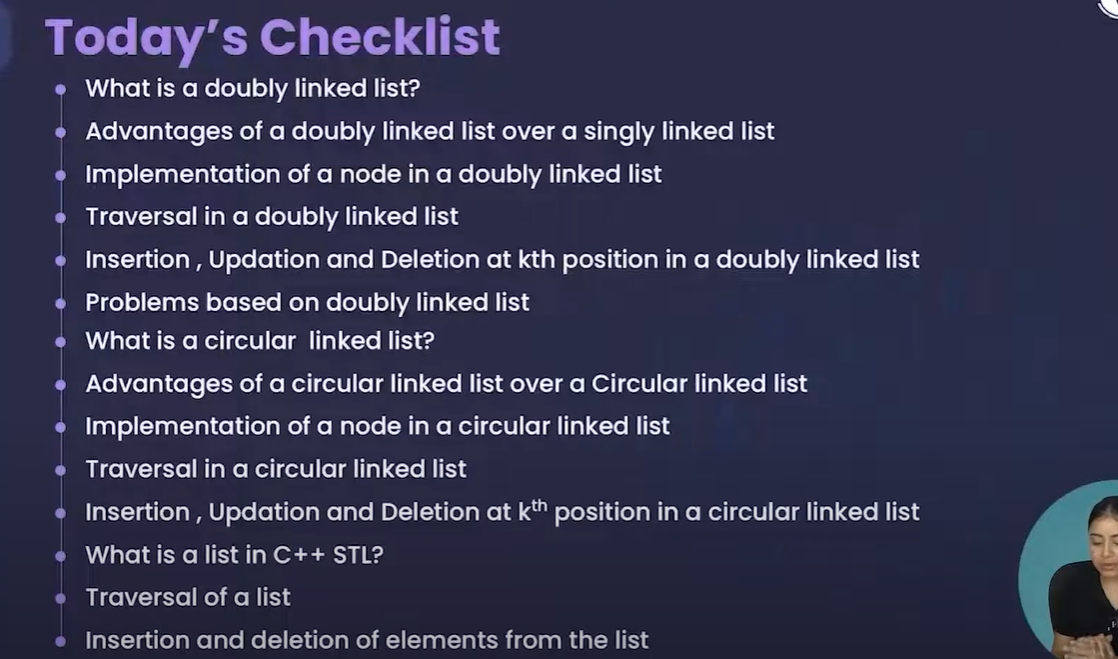 Today's Checklist
What is a doubly linked list?
Advantages of a doubly linked list over a singly linked list
Implementation of a node in a doubly linked list
Traversal in a doubly linked list
Insertion , Updation and Deletion at kth position in a doubly linked list
Problems based on doubly linked list
What is a circular linked list?
Advantages of a circular linked list over a Circular linked list
Implementation of a node in a circular linked list
Traversal in a circular linked list
Insertion , Updation and Deletion at kᵗʰ position in a circular linked list
What is a list in C++ STL?
Traversal of a list
Insertion and deletion of elements from the list